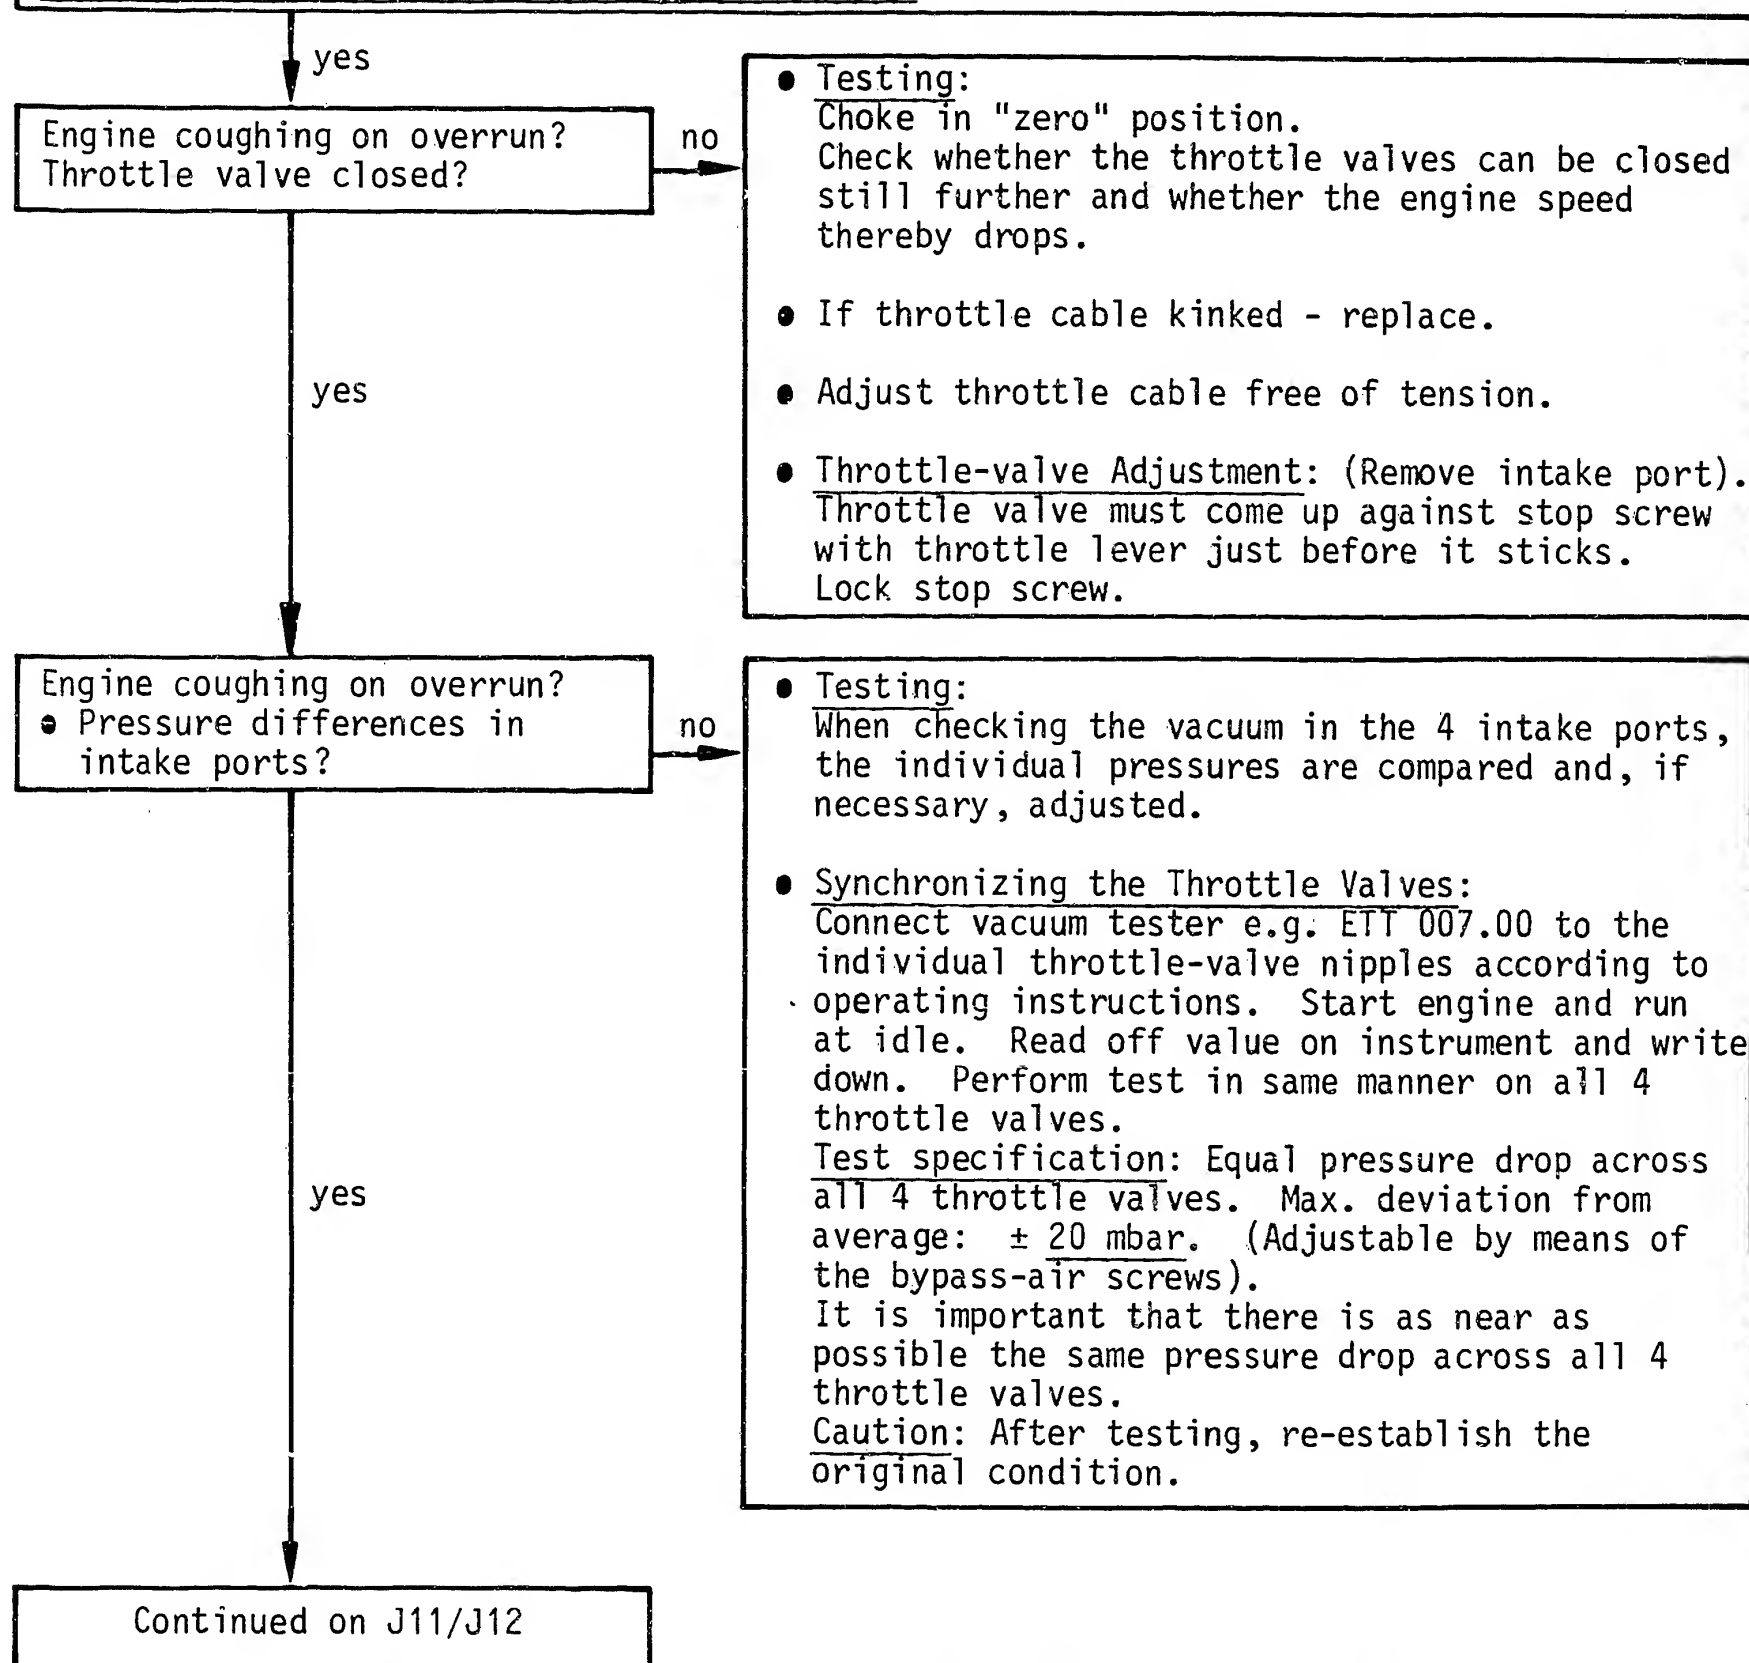 yes
Engine coughing on overrun?
Throttle valve closed?
no
• Testing:
Choke in "zero" position.
Check whether the throttle valves can be closed
still further and whether the engine speed
thereby drops.
• If throttle cable kinked - replace.
• Adjust throttle cable free of tension.
• Throttle-valve Adjustment: (Remove intake port).
Throttle valve must come up against stop screw
with throttle lever just before it sticks.
Lock stop screw.
yes
Engine coughing on overrun?
• Pressure differences in
intake ports?
no
• Testing:
When checking the vacuum in the 4 intake ports,
the individual pressures are compared and, if
necessary, adjusted.
• Synchronizing the Throttle Valves:
Connect vacuum tester e.g. ETT 007.00 to the
individual throttle-valve nipples according to
operating instructions. Start engine and run
at idle. Read off value on instrument and write
down. Perform test in same manner on all 4
throttle valves.
Test specification: Equal pressure drop across
all 4 throttle valves. Max. deviation from
average: ± 20 mbar. (Adjustable by means of
the bypass-air screws).
It is important that there is as near as
possible the same pressure drop across all 4
throttle valves.
Caution: After testing, re-establish the
original condition.
yes
Continued on J11/J12